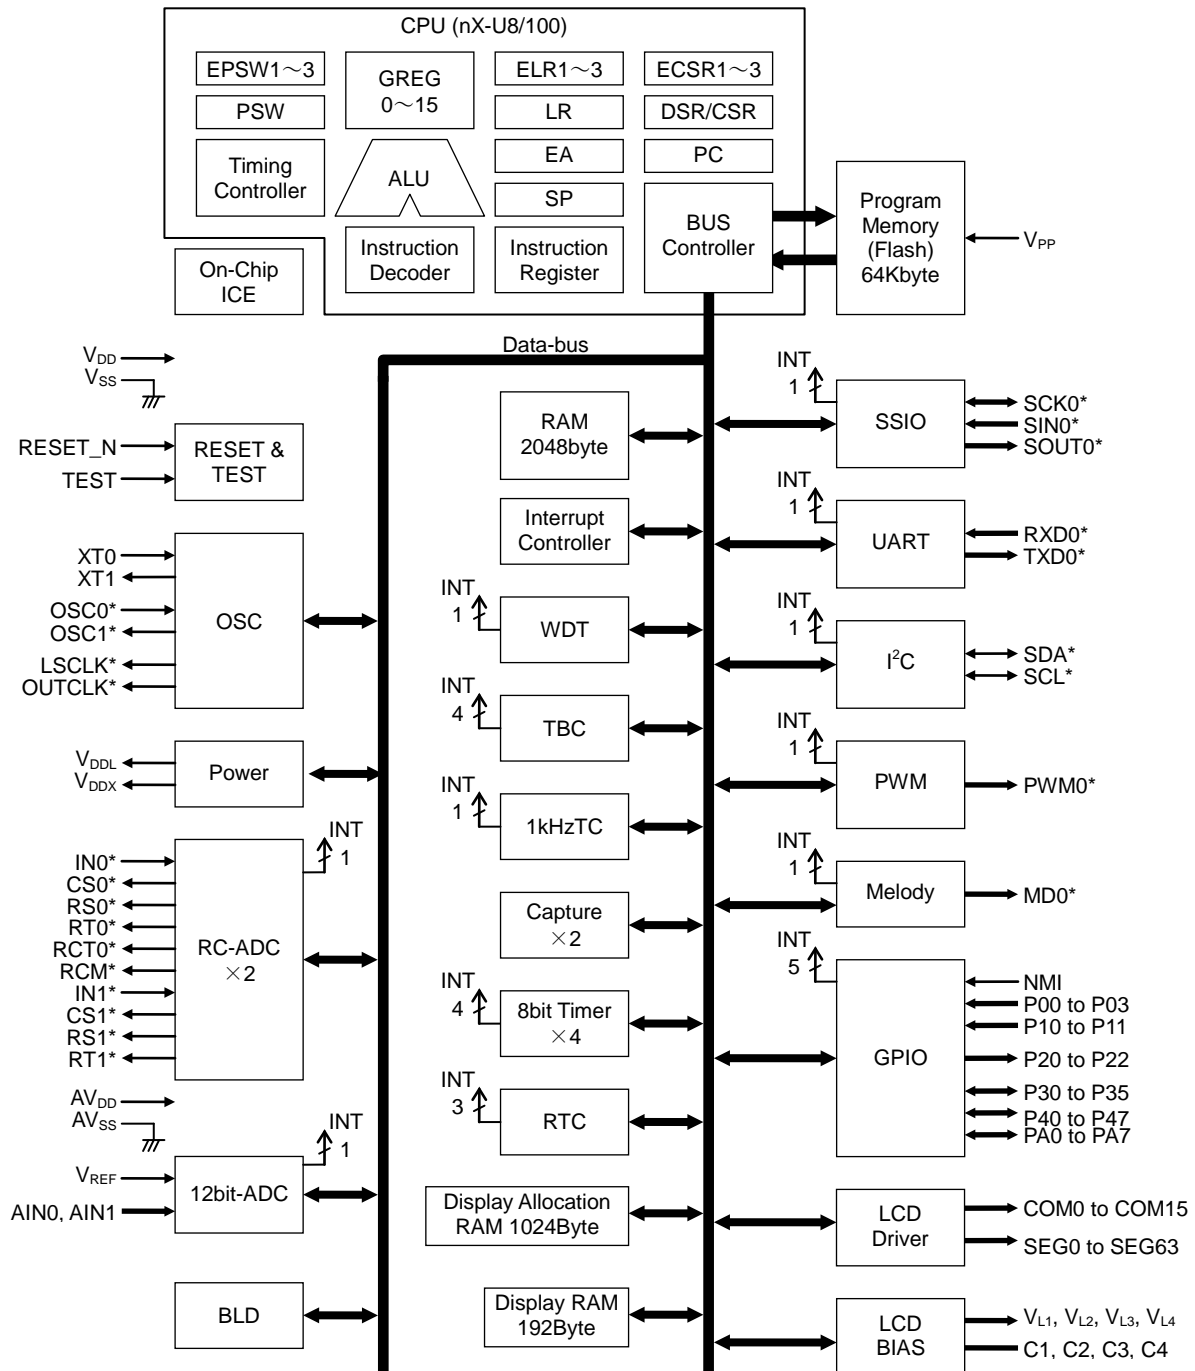 CPU (nX-U8/100)
EPSW1～3
GREG
0～15
ELR1～3
ECSR1～3
PSW
LR
DSR/CSR
Timing
Controller
ALU
EA
PC
SP
BUS
Controller
Program
Memory
(Flash)
64Kbyte
VPP
Instruction
Decoder
Instruction
Register
On-Chip
ICE
Data-bus
VDD
VSS
RESET_N
TEST
RESET &
TEST
XT0
XT1
OSC0*
OSC1*
LSCLK*
OUTCLK*
OSC
VDDL
VDDX
Power
IN0*
CS0*
RS0*
RT0*
RCT0*
RCM*
IN1*
CS1*
RS1*
RT1*
RC-ADC
×2
INT
1
AVDD
AVSS
VREF
AIN0, AIN1
12bit-ADC
INT
1
BLD
RAM
2048byte
Interrupt
Controller
INT
1
WDT
INT
4
TBC
INT
1
1kHzTC
Capture
×2
INT
4
8bit Timer
×4
INT
3
RTC
Display Allocation
RAM 1024Byte
Display RAM
192Byte
INT
1
SSIO
SCK0*
SIN0*
SOUT0*
INT
1
UART
RXD0*
TXD0*
INT
1
I²C
SDA*
SCL*
INT
1
PWM
PWM0*
INT
1
Melody
MD0*
INT
5
GPIO
NMI
P00 to P03
P10 to P11
P20 to P22
P30 to P35
P40 to P47
PA0 to PA7
LCD
Driver
COM0 to COM15
SEG0 to SEG63
LCD
BIAS
VL1, VL2, VL3, VL4
C1, C2, C3, C4